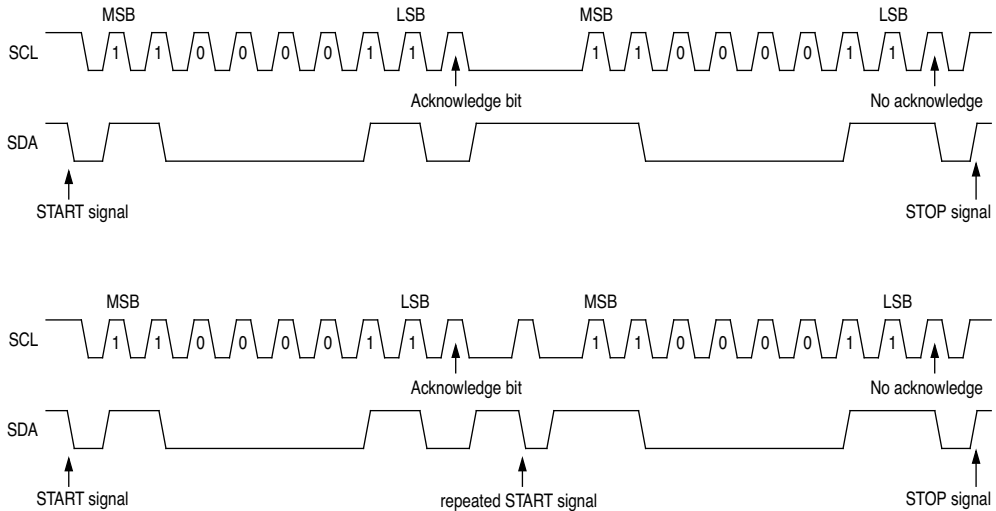 MSB LSB MSB LSB
SCL 1 1 0 0 0 0 1 1 1 1 0 0 0 0 1 1
Acknowledge bit No acknowledge
SDA
START signal STOP signal
MSB LSB MSB LSB
SCL 1 1 0 0 0 0 1 1 1 1 0 0 0 0 1 1
Acknowledge bit No acknowledge
SDA
START signal repeated START signal STOP signal